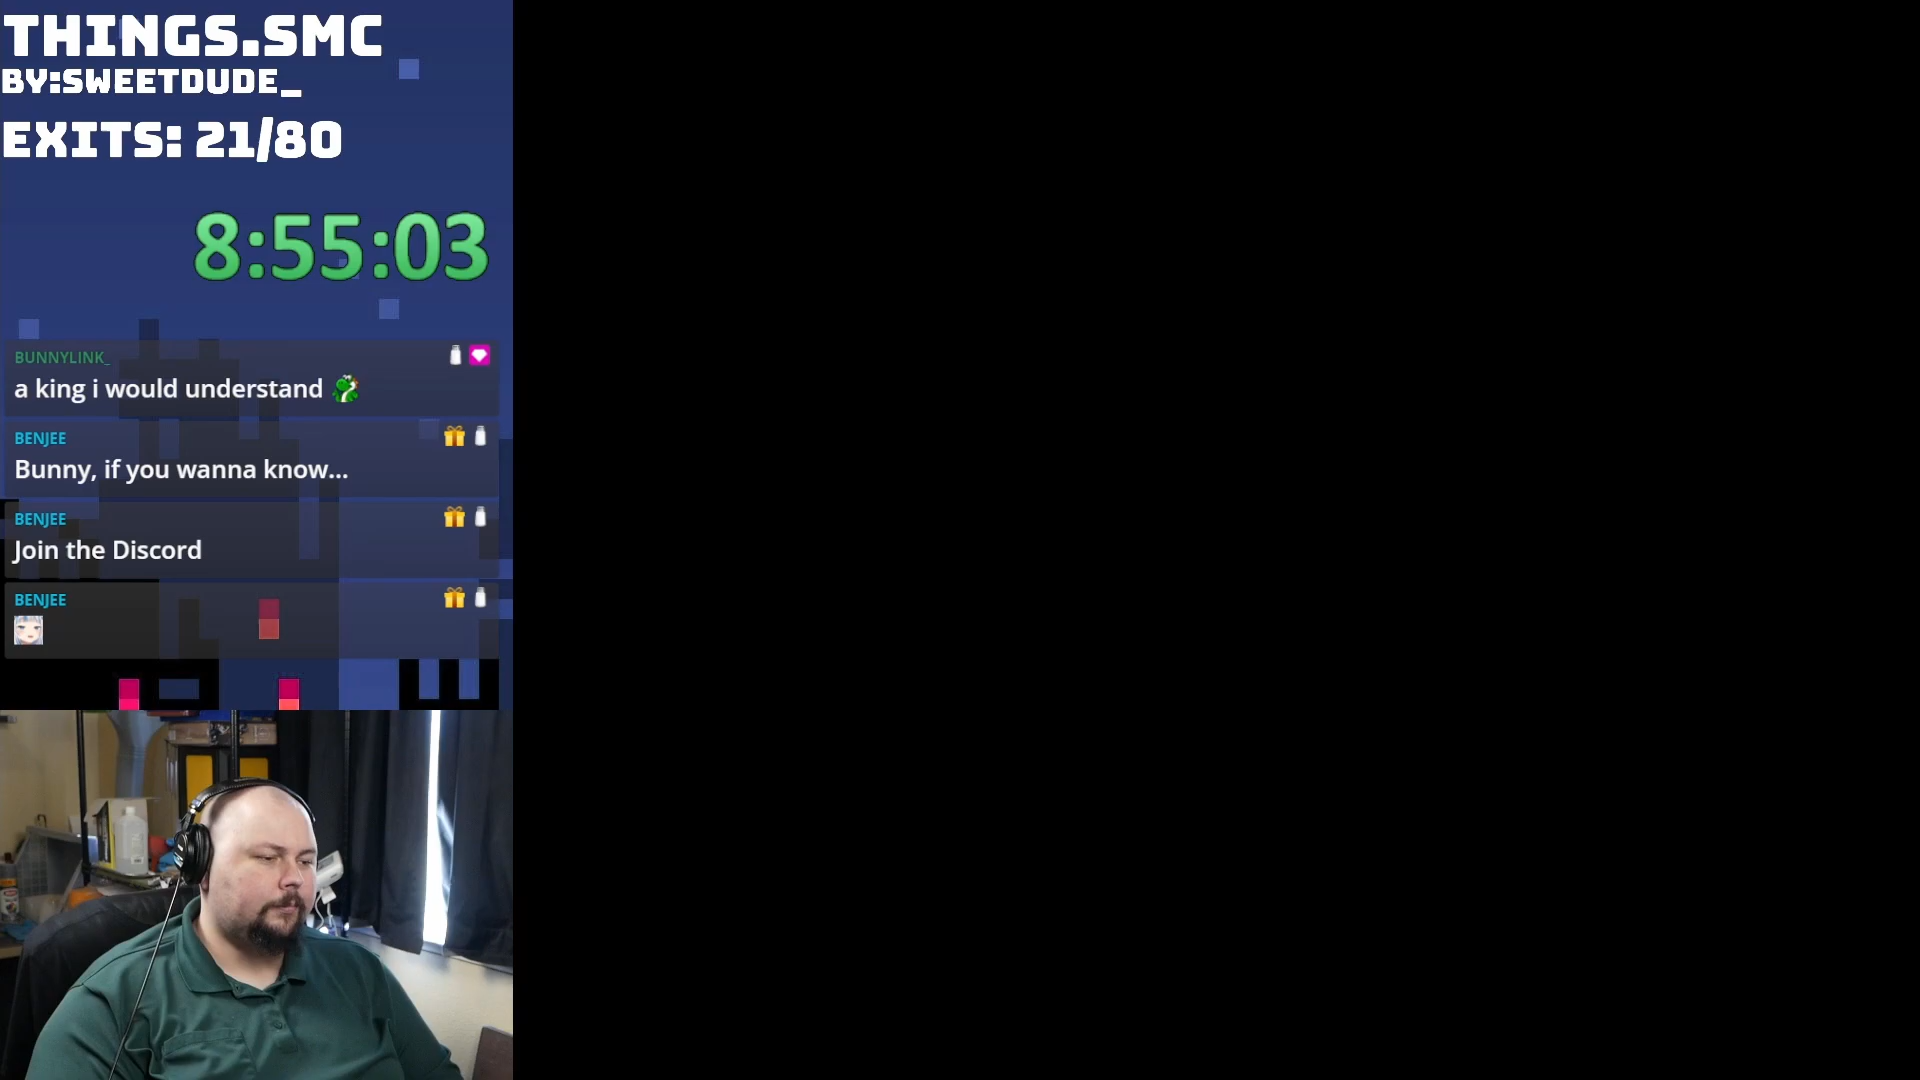 THINGS.SMC
BY:SWEETDUDE_
EXITS: 21/80
8:55:03
BUNNYLINK_
a king i would understand
BENJEE
Bunny, if you wanna know...
BENJEE
Join the Discord
BENJEE